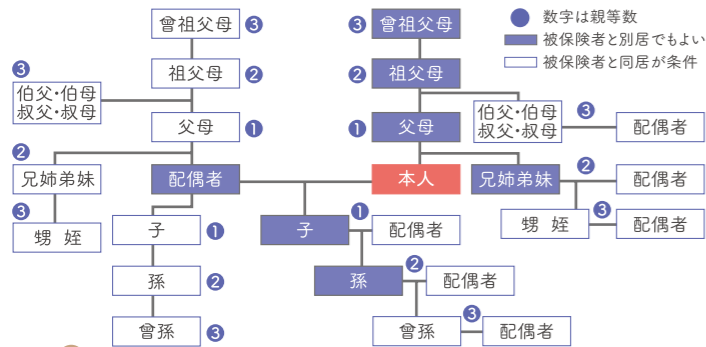 数字は親等数
被保険者と別居でもよい
被保険者と同居が条件
曾祖父母 3
曾祖父母 3
祖父母 2
祖父母 2
3
伯父・伯母
叔父・叔母
伯父・伯母
叔父・叔母
3
配偶者
父母 1
1 父母
2
兄姉弟妹
配偶者
本人
兄姉弟妹
2
配偶者
3
甥 姪
甥 姪
3
配偶者
子 1
子
1
配偶者
孫 2
孫
2
配偶者
曾孫 3
曾孫
3
配偶者